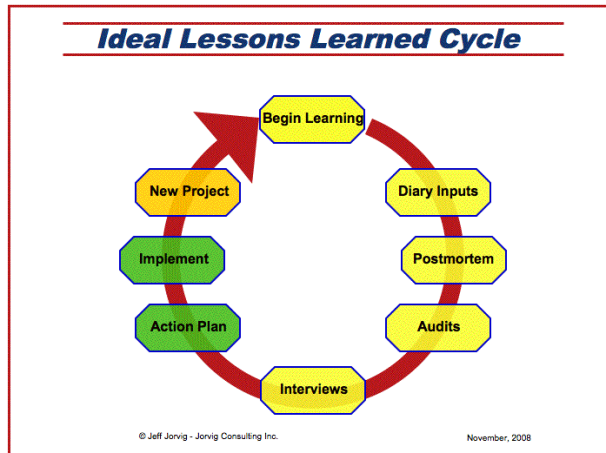 Ideal Lessons Learned Cycle
Begin Learning
Diary Inputs
Postmortem
Audits
Interviews
Action Plan
Implement
New Project
© Jeff Jorvig - Jorvig Consulting Inc.
November, 2008